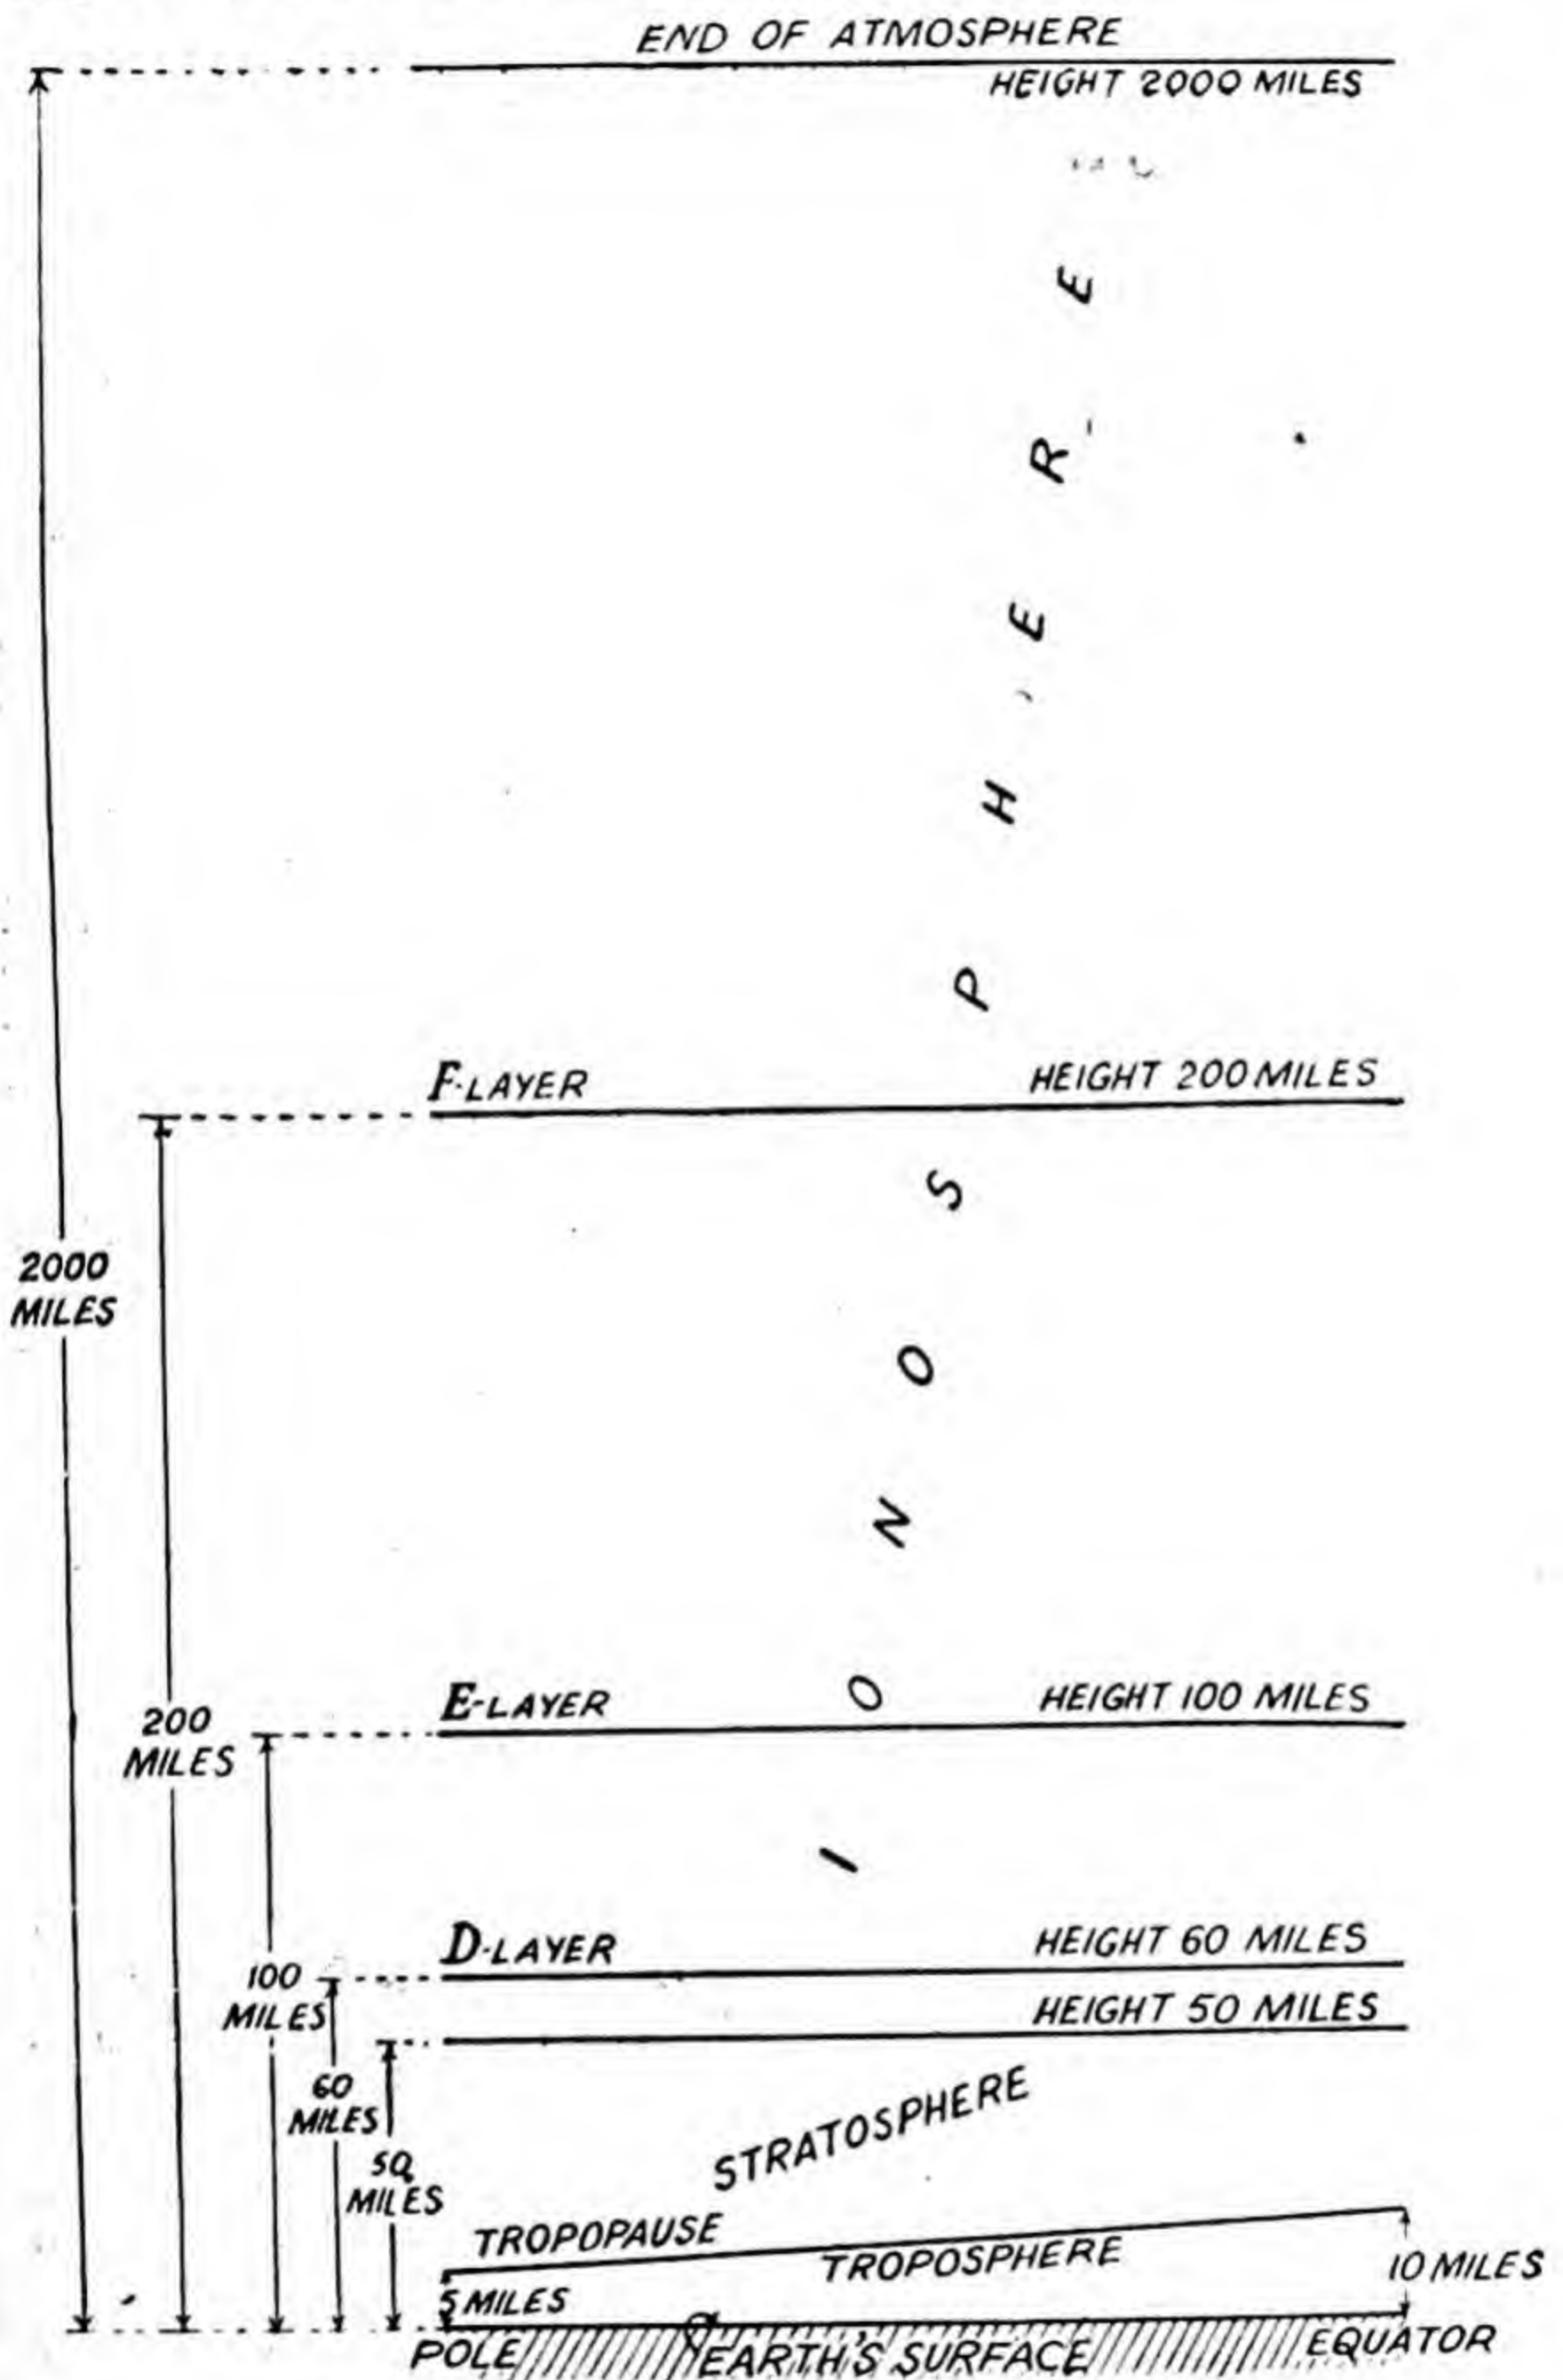 END OF ATMOSPHERE
HEIGHT 2000 MILES
IONOSPHERE
F-LAYER HEIGHT 200 MILES
2000
MILES
E-LAYER HEIGHT 100 MILES
200
MILES
D-LAYER HEIGHT 60 MILES
100
MILES
HEIGHT 50 MILES
60
MILES
STRATOSPHERE
50
MILES
TROPOPAUSE
TROPOSPHERE
10 MILES
5 MILES
POLE EARTH'S SURFACE EQUATOR